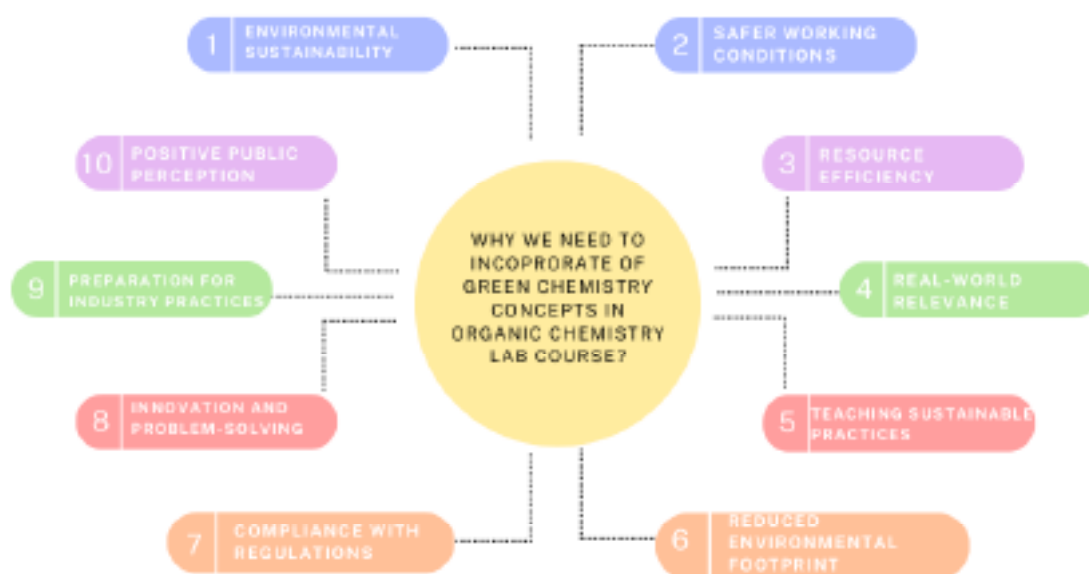 1 ENVIRONMENTAL
SUSTAINABILITY
2 SAFER WORKING
CONDITIONS
10 POSITIVE PUBLIC
PERCEPTION
3 RESOURCE
EFFICIENCY
WHY WE NEED TO
INCOPRORATE OF
GREEN CHEMISTRY
CONCEPTS IN
ORGANIC CHEMISTRY
LAB COURSE?
9 PREPARATION FOR
INDUSTRY PRACTICES
4 REAL-WORLD
RELEVANCE
8 INNOVATION AND
PROBLEM-SOLVING
5 TEACHING SUSTAINABLE
PRACTICES
7 COMPLIANCE WITH
REGULATIONS
6 REDUCED
ENVIRONMENTAL
FOOTPRINT